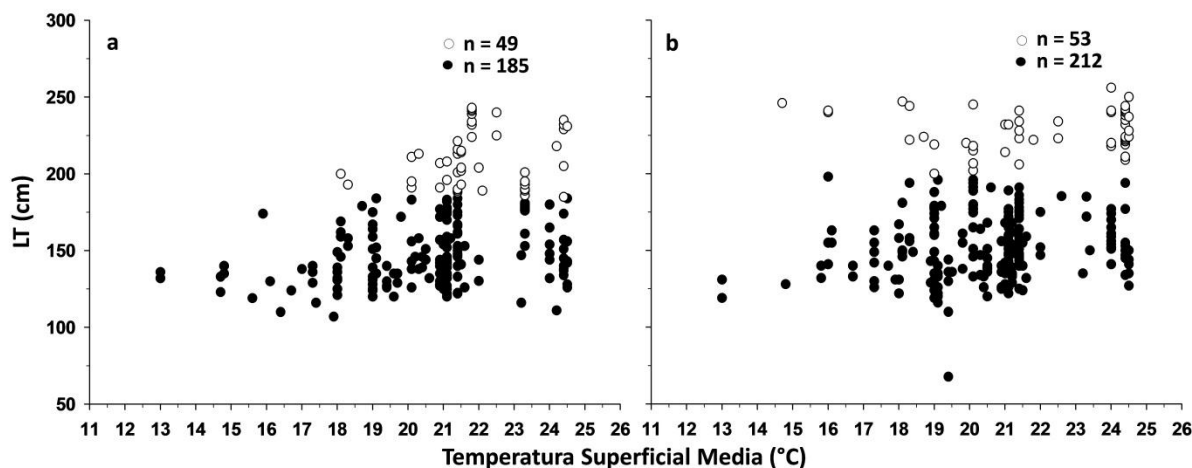 a
n = 49
n = 185
b
n = 53
n = 212
LT (cm)
300
250
200
150
100
50
11 12 13 14 15 16 17 18 19 20 21 22 23 24 25 26
11 12 13 14 15 16 17 18 19 20 21 22 23 24 25 26
Temperatura Superficial Media (°C)